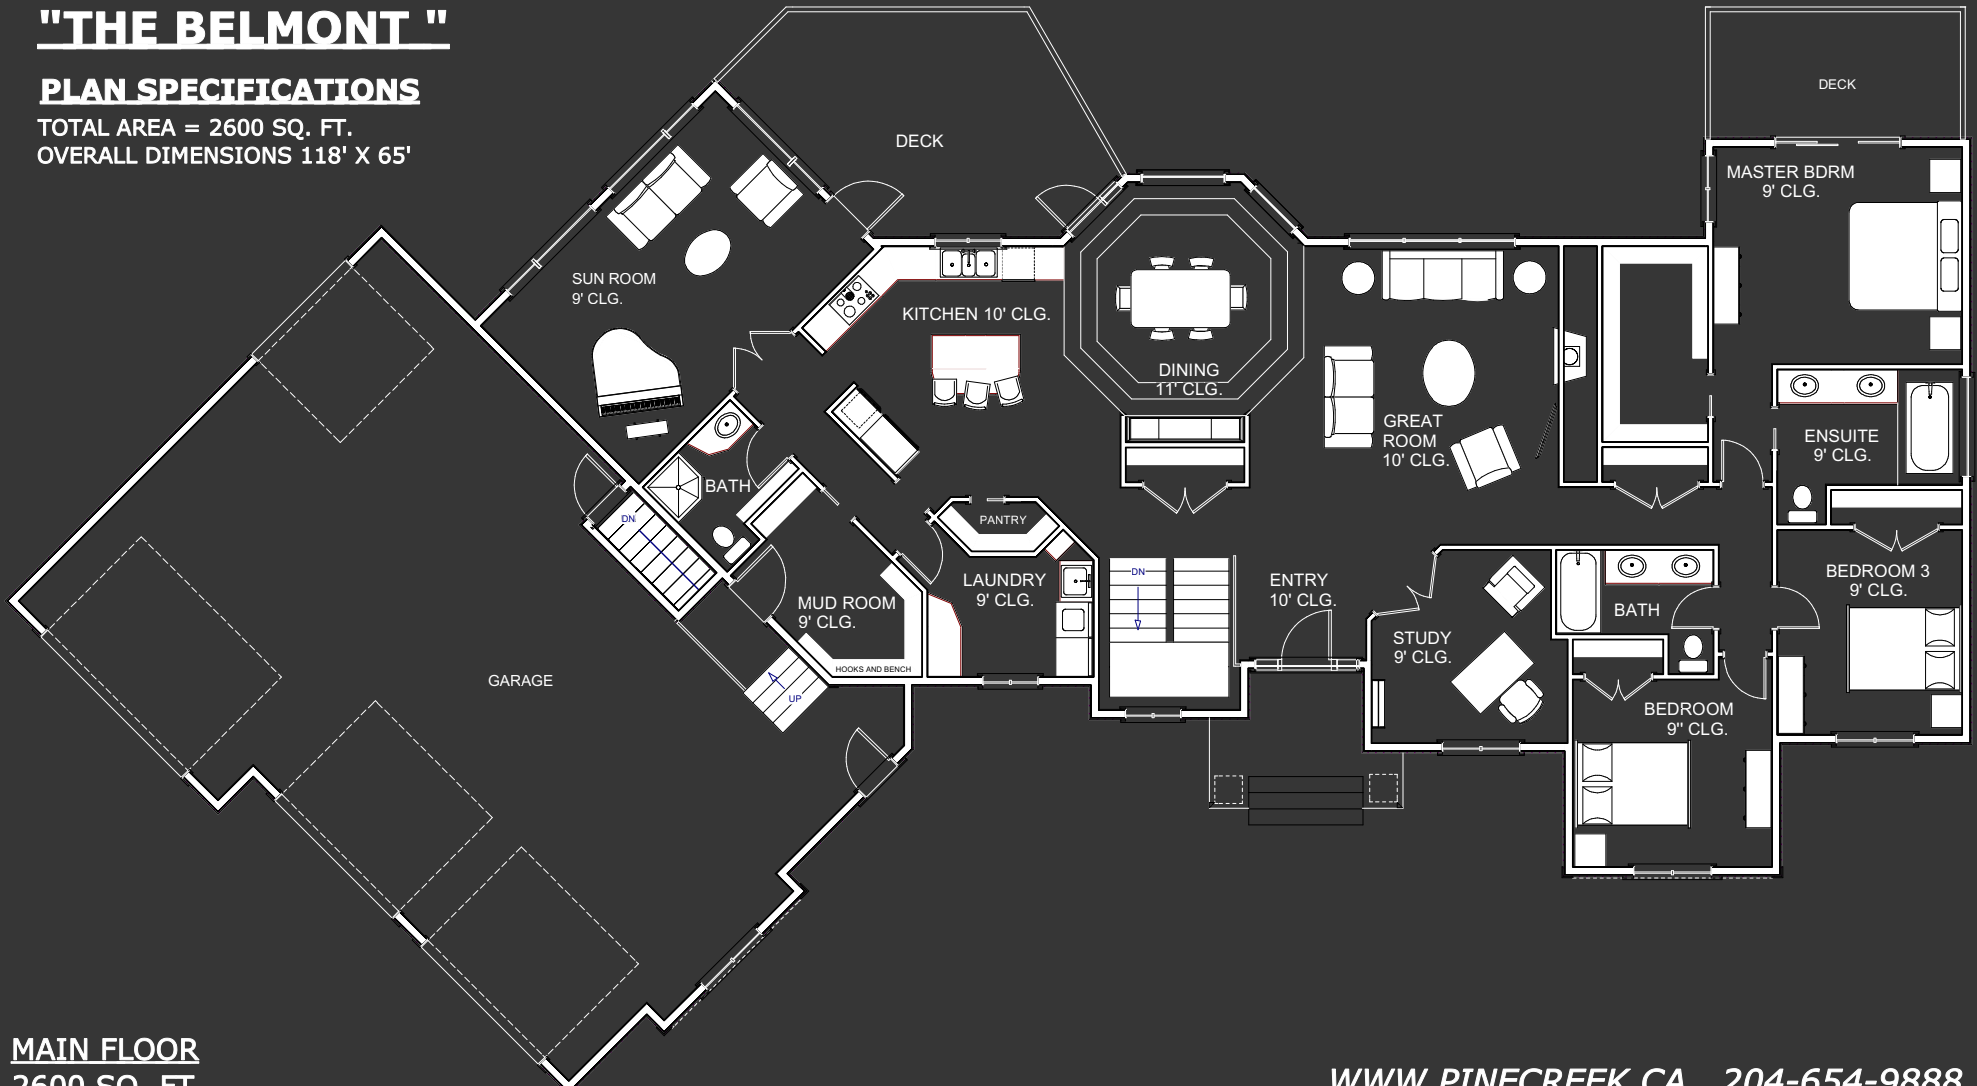 "THE BELMONT "
PLAN SPECIFICATIONS
TOTAL AREA = 2600 SQ. FT.
OVERALL DIMENSIONS 118' X 65'
DECK
DECK
MASTER BDRM
9' CLG.
SUN ROOM
9' CLG.
KITCHEN 10' CLG.
DINING
11' CLG.
GREAT
ROOM
10' CLG.
ENSUITE
9' CLG.
BATH
DN
PANTRY
LAUNDRY
9' CLG.
DN
ENTRY
10' CLG.
BEDROOM 3
9' CLG.
MUD ROOM
9' CLG.
HOOKS AND BENCH
BATH
STUDY
9' CLG.
GARAGE
UP
BEDROOM
9" CLG.
MAIN FLOOR
2600 SQ. FT.
WWW.PINECREEK.CA 204-654-9888